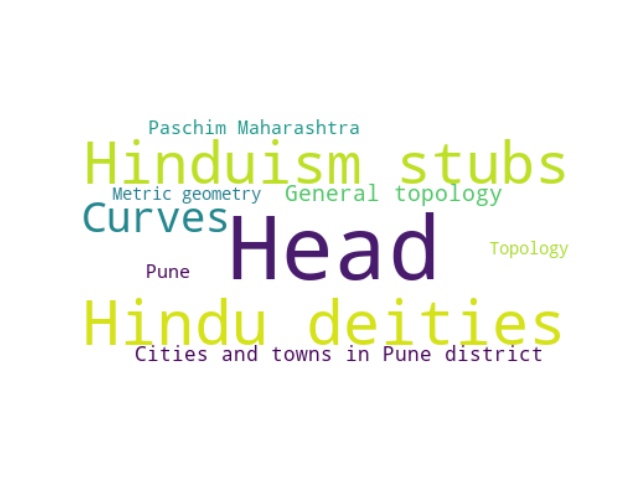 Paschim Maharashtra
Hinduism stubs
Metric geometry
General topology
Curves
Head
Topology
Pune
Hindu deities
Cities and towns in Pune district